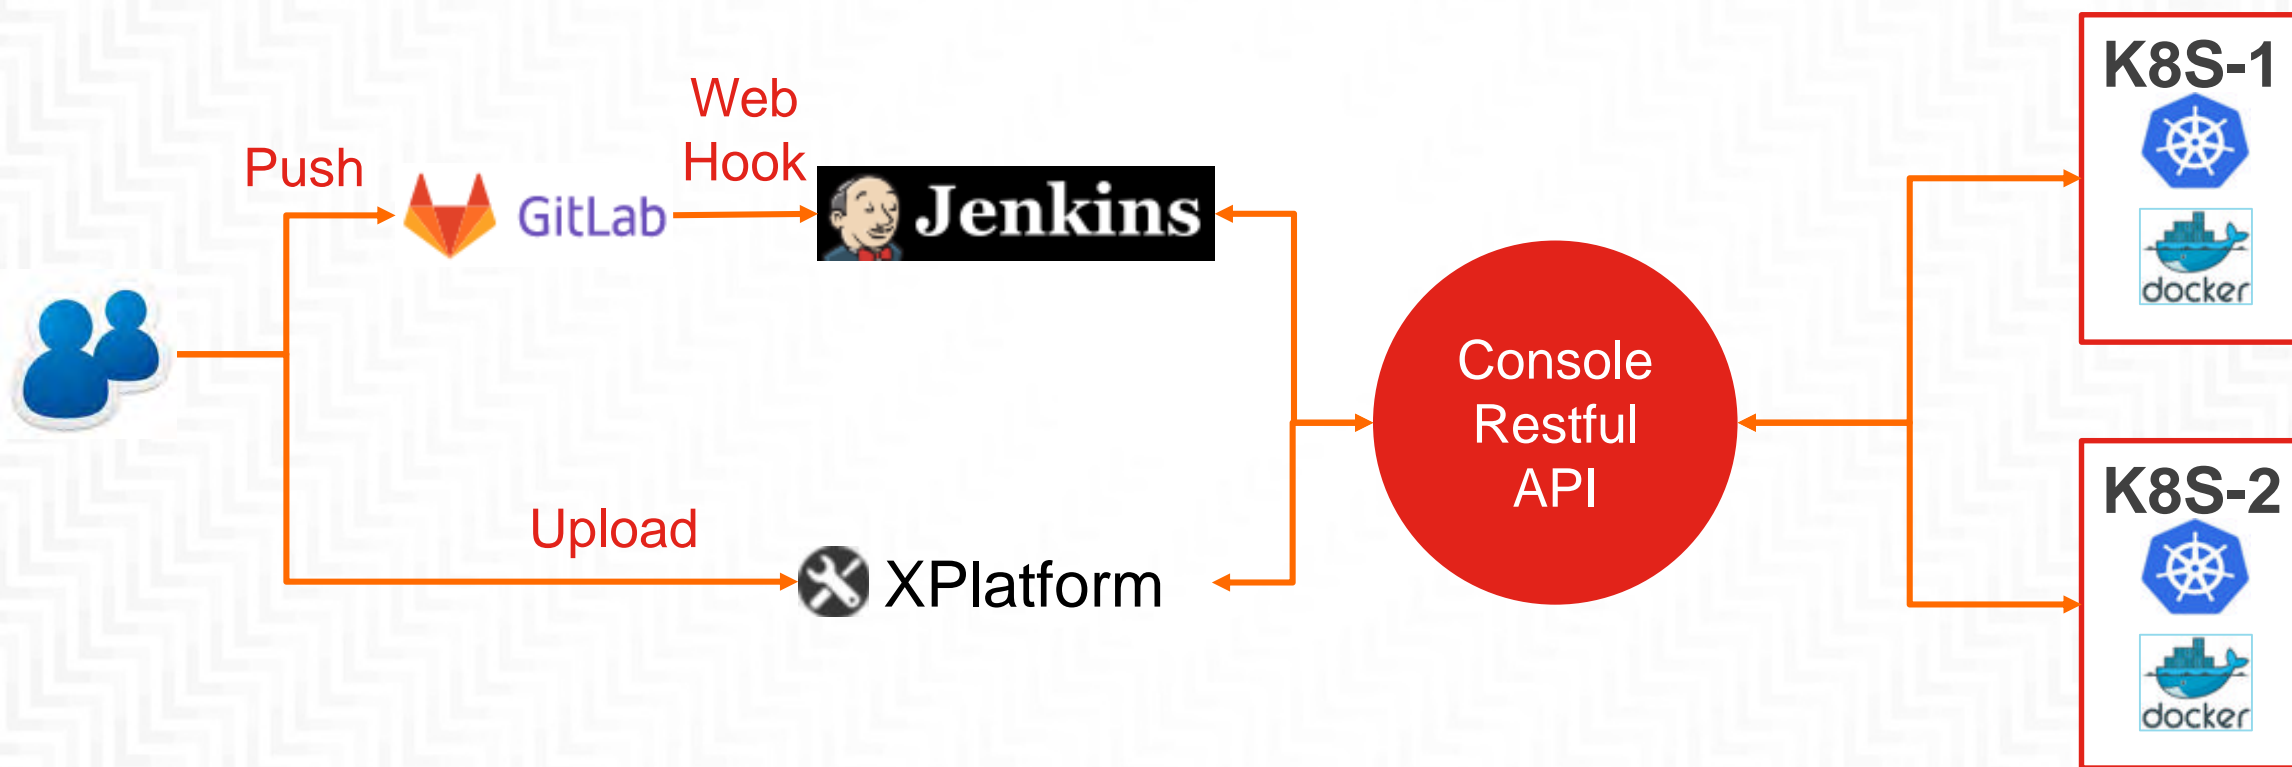 Push
GitLab
Web
Hook
Jenkins
Upload
XPlatform
Console
Restful
API
K8S-1
docker
K8S-2
docker